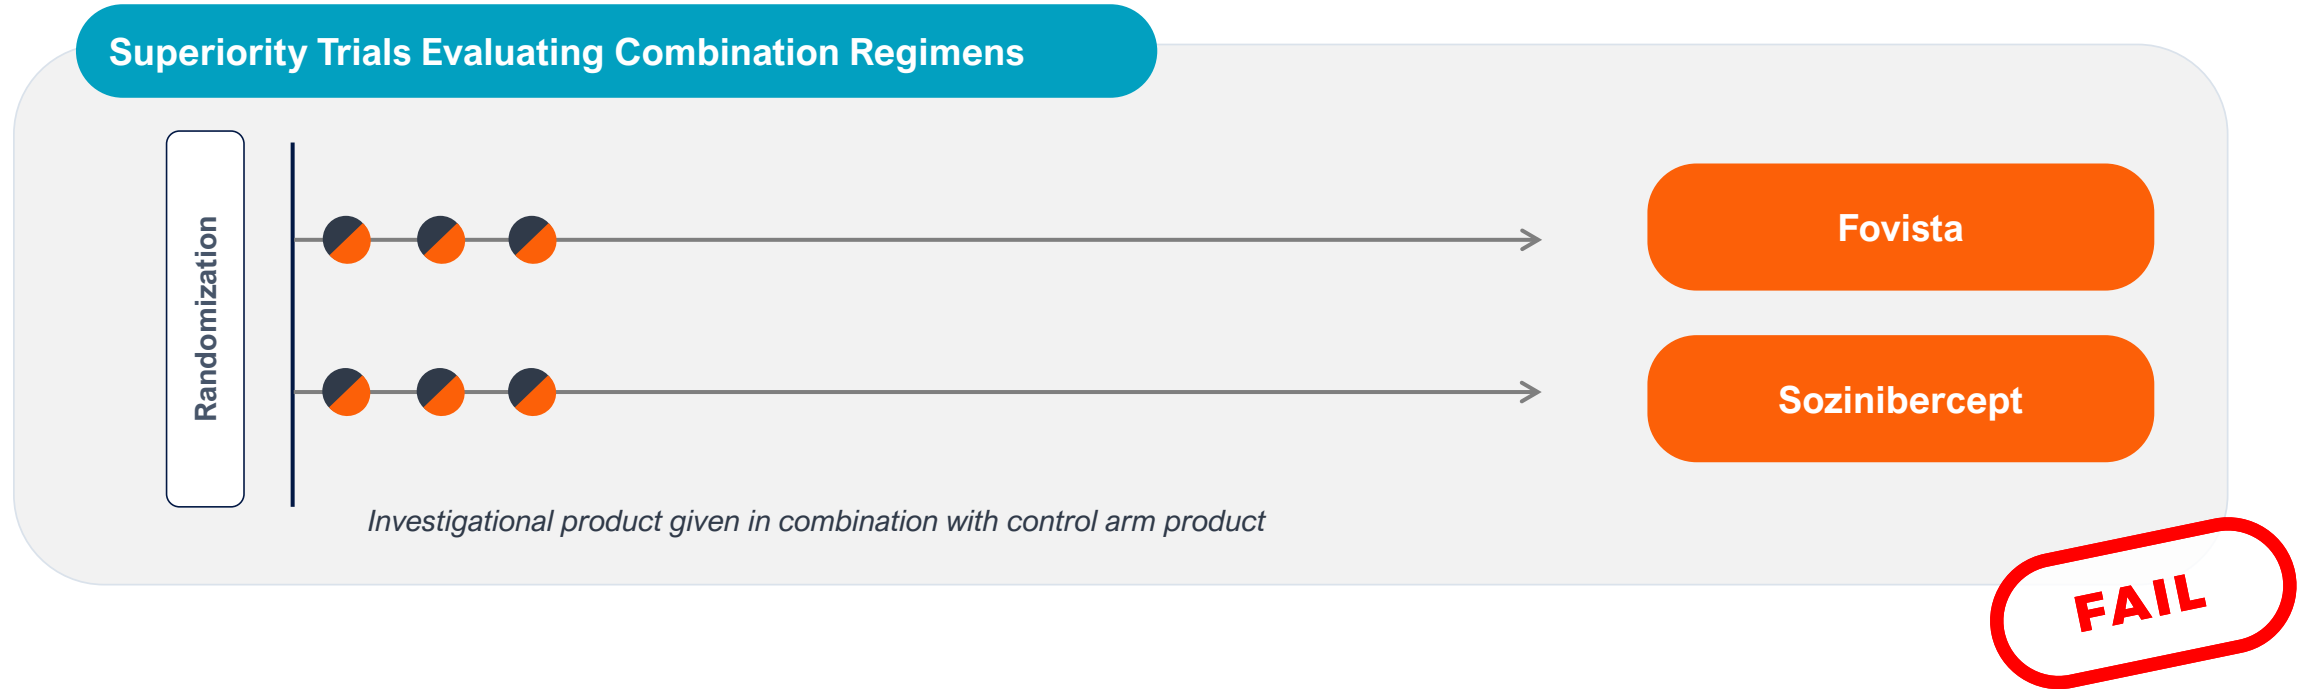 Superiority Trials Evaluating Combination Regimens
Randomization
Fovista
Sozinibercept
Investigational product given in combination with control arm product
FAIL